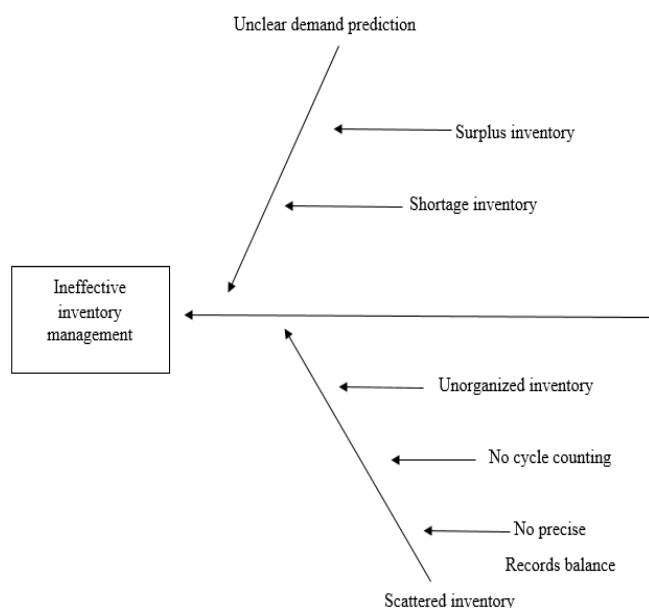 Unclear demand prediction
Surplus inventory
Shortage inventory
Ineffective
inventory
management
Unorganized inventory
No cycle counting
No precise
Records balance
Scattered inventory